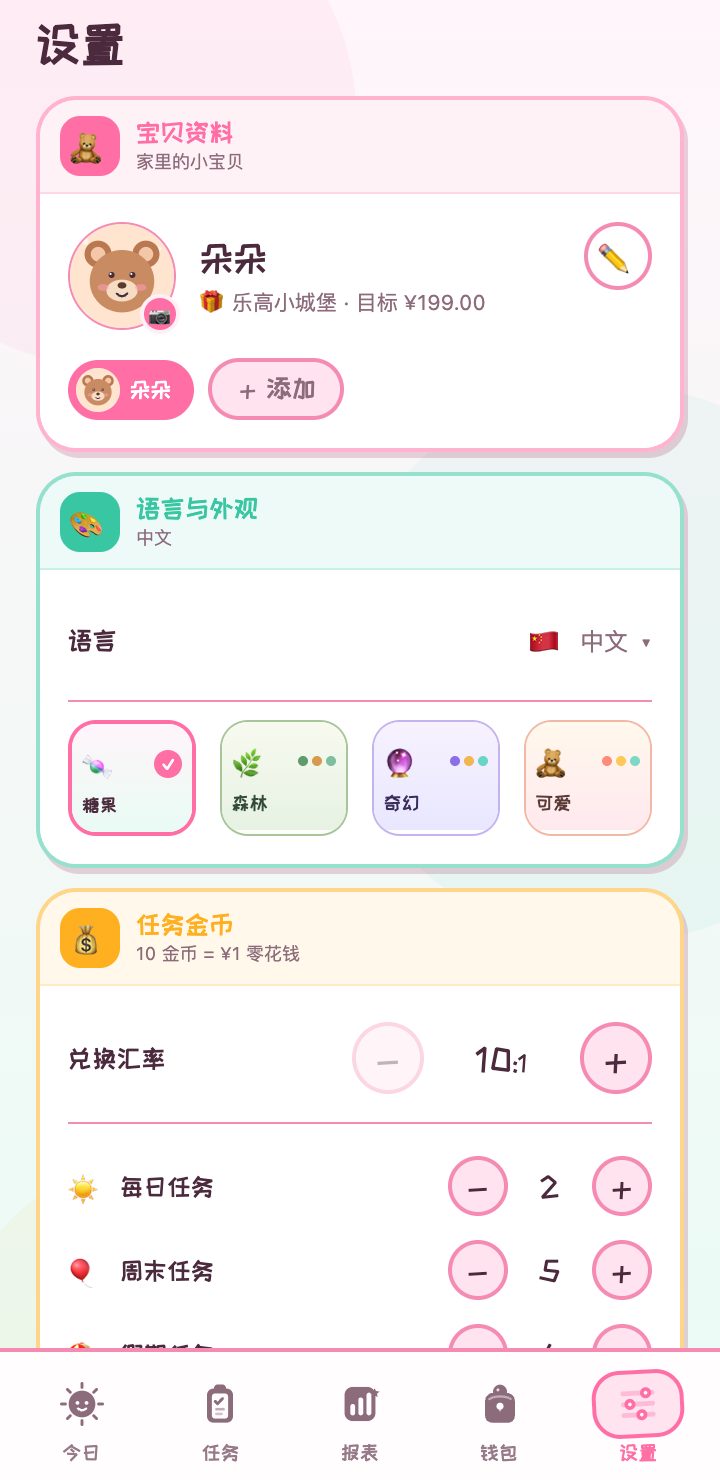 设置
宝贝资料
家里的小宝贝
朵朵
乐高小城堡 · 目标 ¥199.00
朵朵
+ 添加
语言与外观
中文
语言
中文 ▾
糖果
森林
奇幻
可爱
任务金币
10 金币 = ¥1 零花钱
兑换汇率
− 10:1 +
每日任务
− 2 +
周末任务
− 5 +
今日
任务
报表
钱包
设置